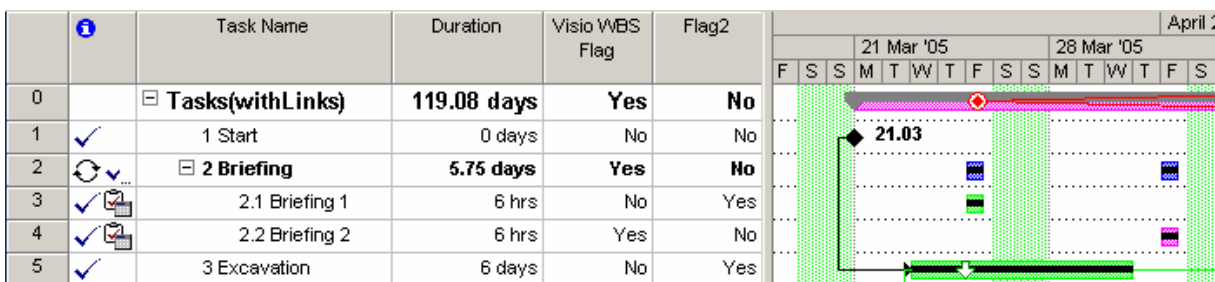 Task Name Duration Visio WBS Flag Flag2 April
21 Mar '05 28 Mar '05
F S S M T W T F S S M T W T F S
0 Tasks(withLinks) 119.08 days Yes No
1 1 Start 0 days No No 21.03
2 2 Briefing 5.75 days Yes No
3 2.1 Briefing 1 6 hrs No Yes
4 2.2 Briefing 2 6 hrs Yes No
5 3 Excavation 6 days No Yes